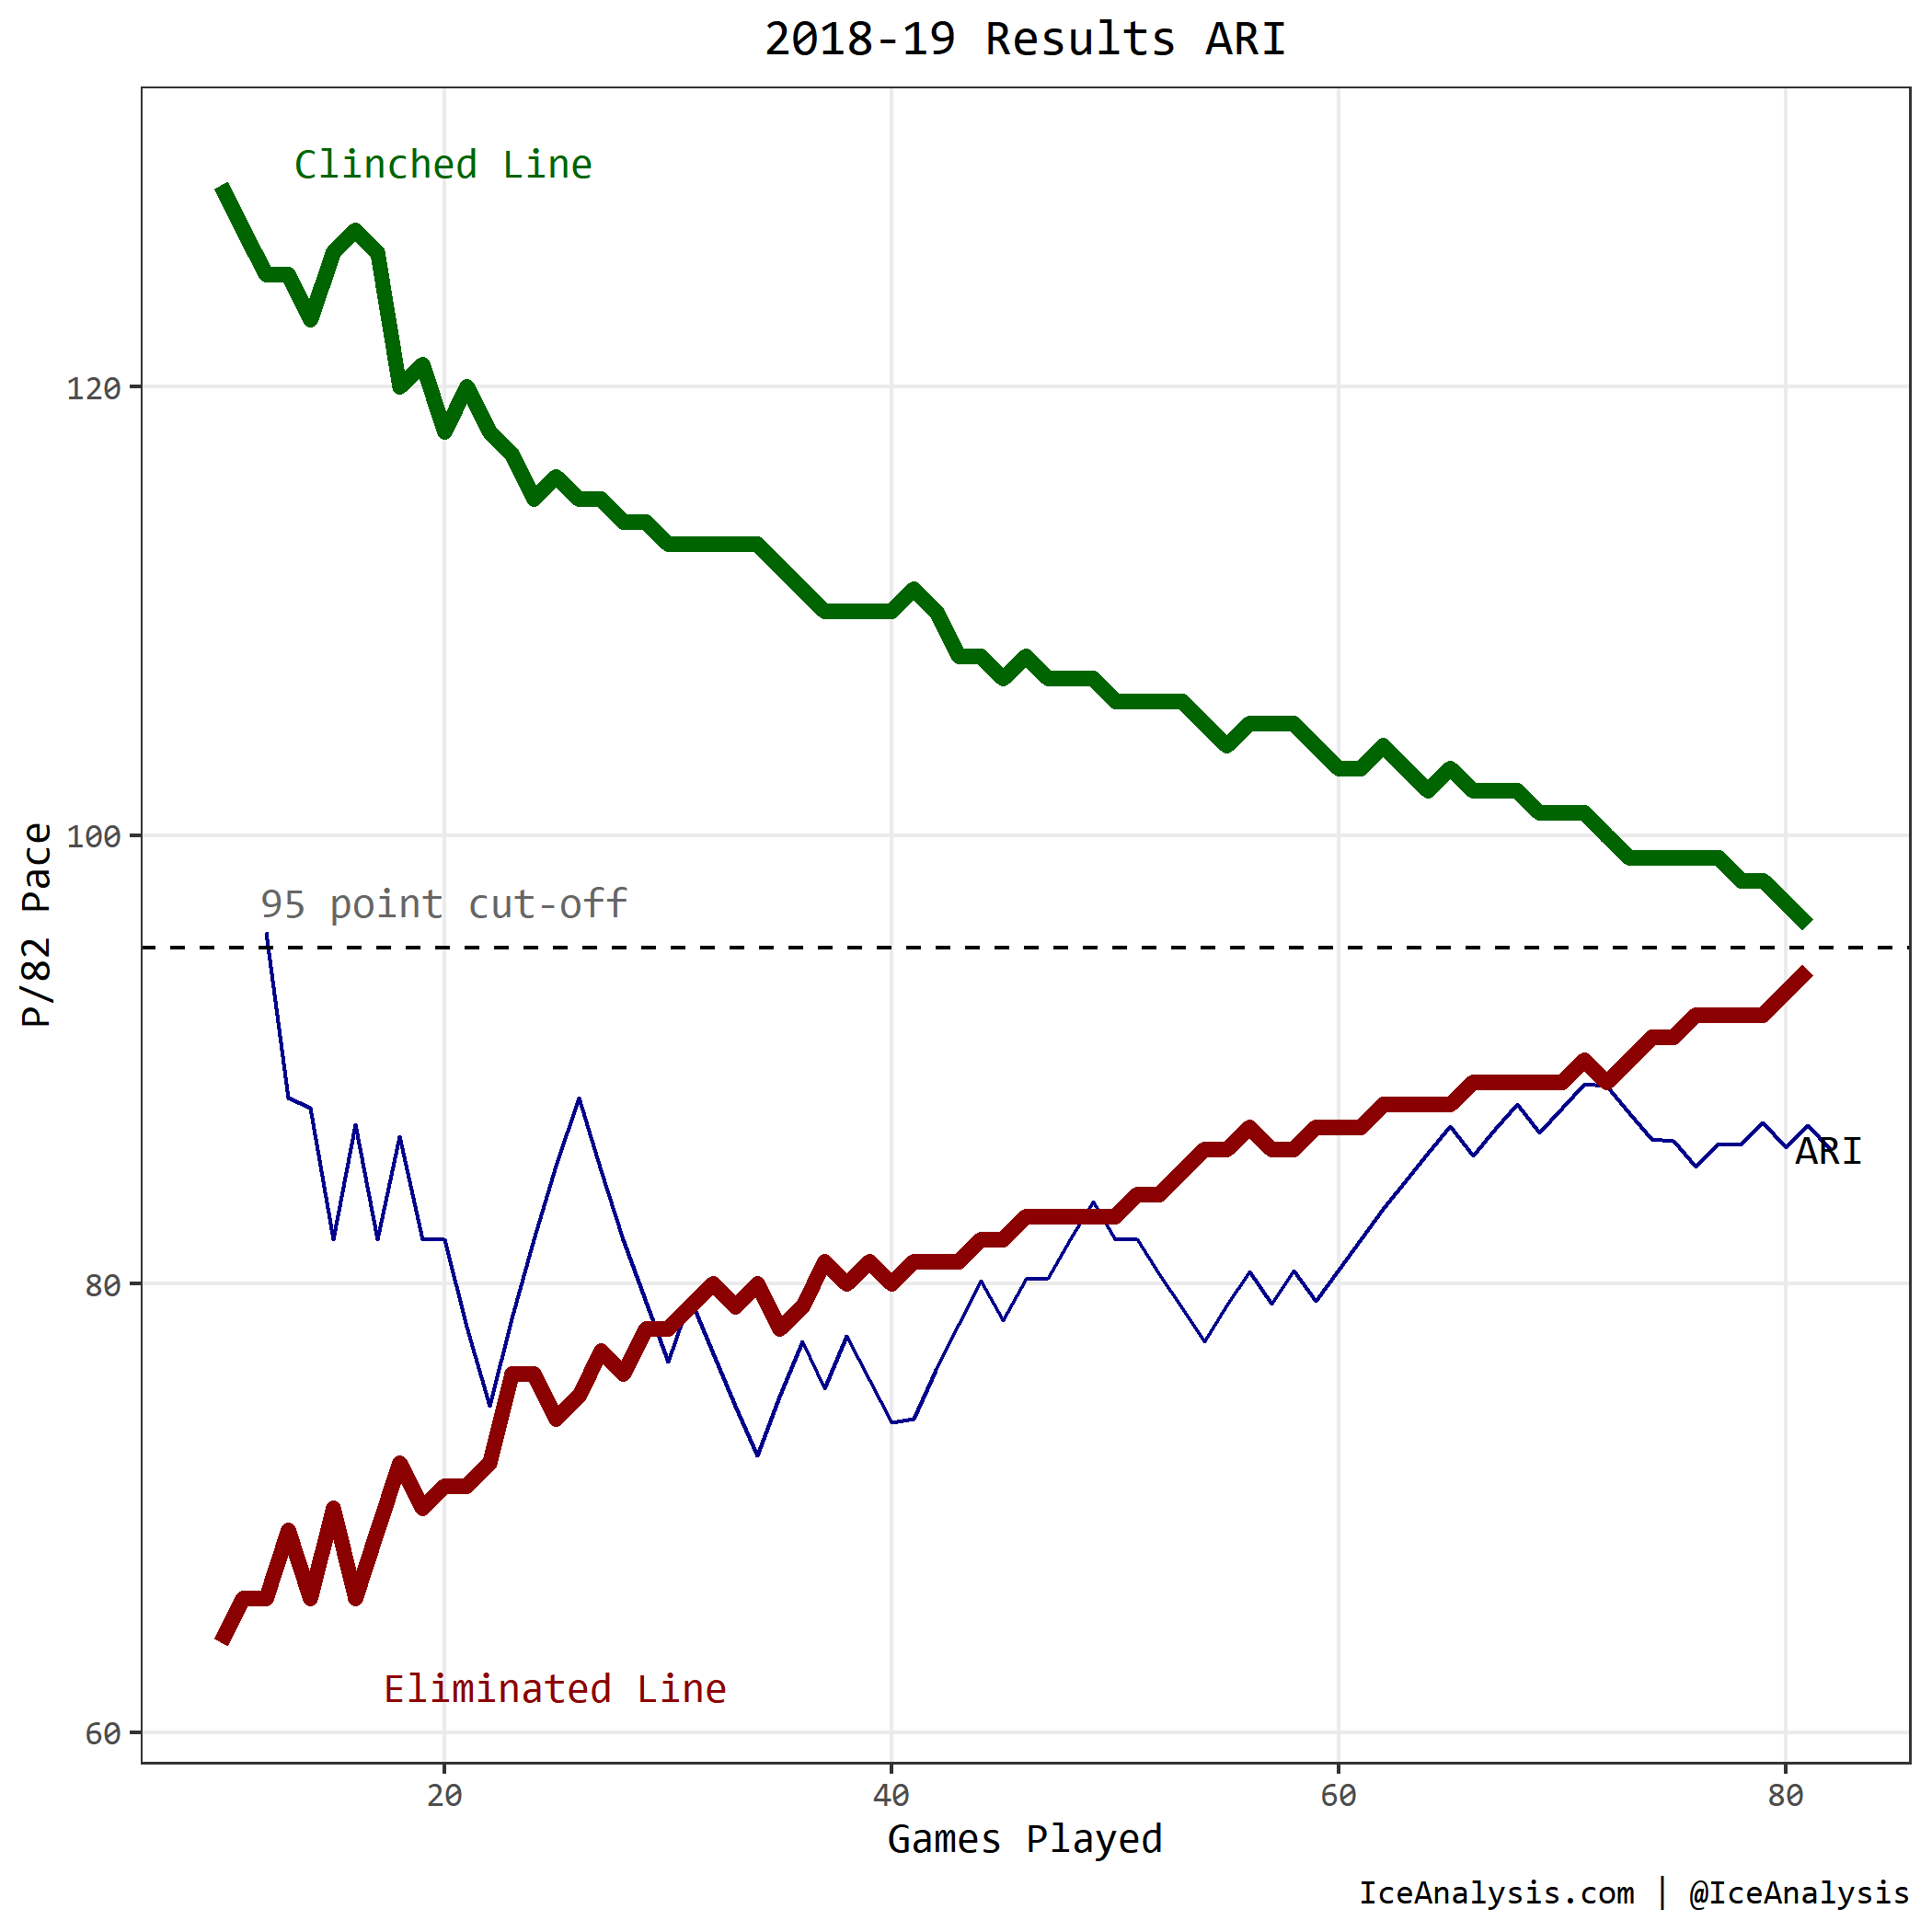 2018-19 Results ARI
Clinched Line
120
100
95 point cut-off
P/82 Pace
80
ARI
Eliminated Line
60
20 40 60 80
Games Played
IceAnalysis.com | @IceAnalysis